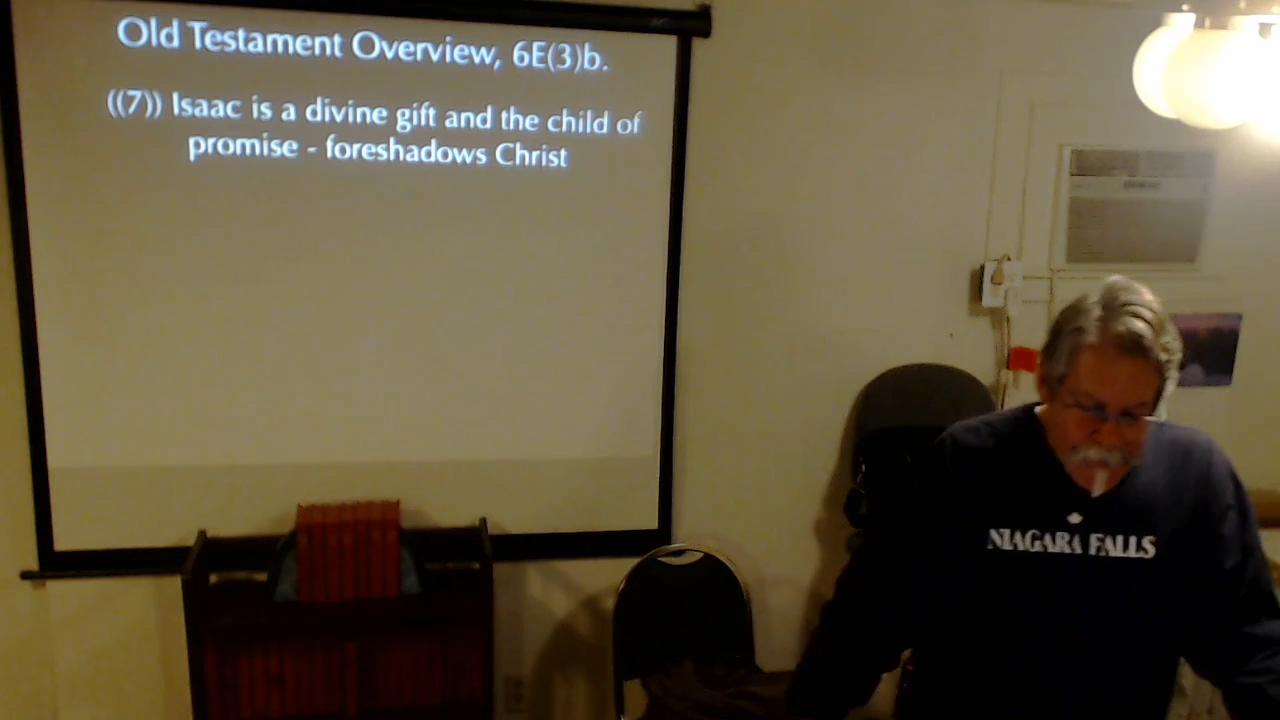 Old Testament Overview, 6E(3)b.
((7)) Isaac is a divine gift and the child of
promise - foreshadows Christ
NIAGARA FALLS